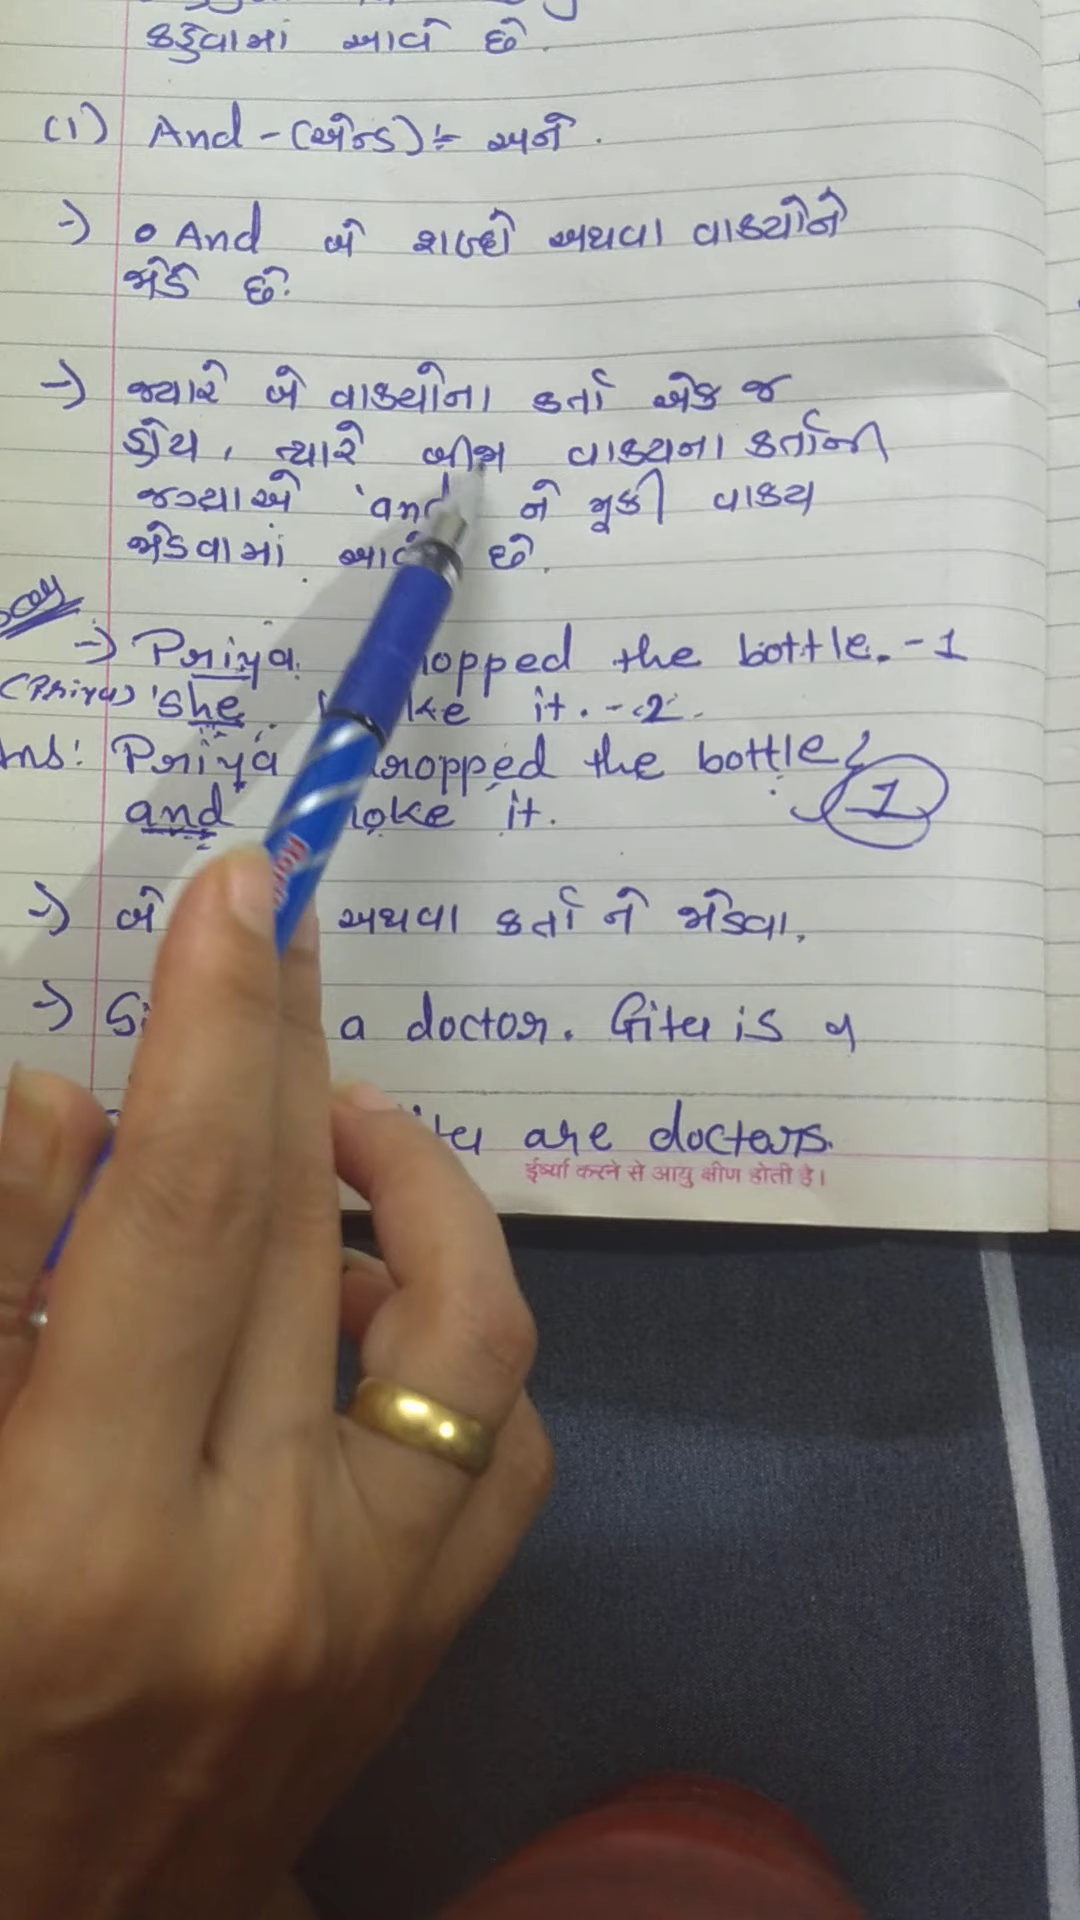 કહેવામાં આવે છે.
(1) And - (એન્ડ) :- અને.
→ ૦ And બે શબ્દો અથવા વાક્યોને
જોડે છે.
→ જ્યારે બે વાક્યોના કર્તા એક જ
હોય, ત્યારે બીજા વાક્યના કર્તાની
જગ્યાએ 'and ને મૂકી વાક્ય
જોડવામાં આવે છે.
→ Priya opped the bottle. - 1
(Priya) 'she ke it. - 2.
Ans: Priya dropped the bottle
and oke it.
1
→ બે અથવા કર્તા ને જોડવા.
→ a doctor. Gita is a
are doctors.
ईर्ष्या करने से आयु क्षीण होती है।